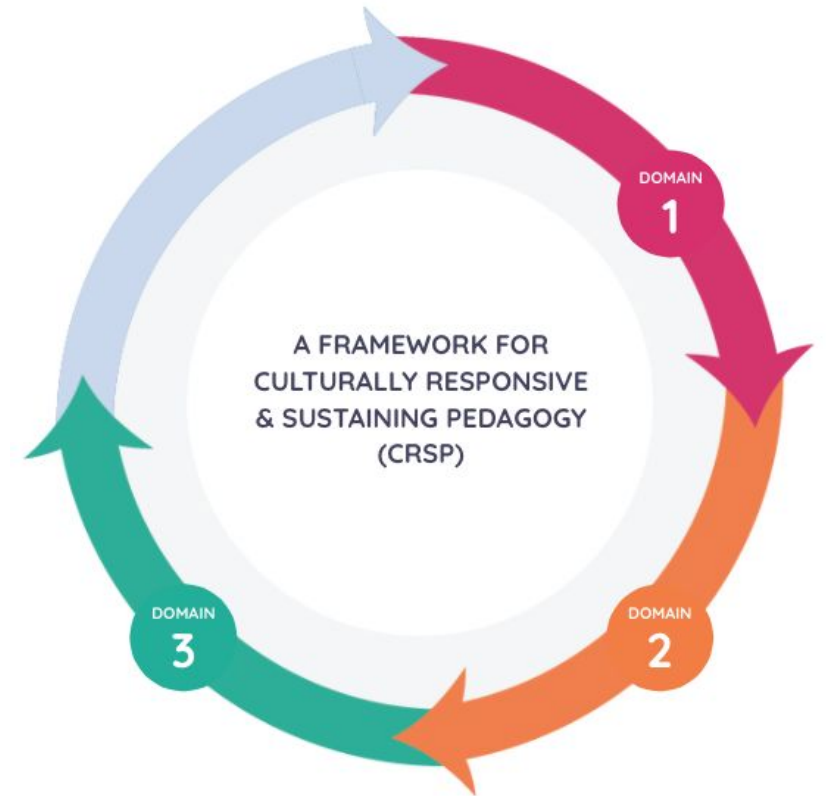 A FRAMEWORK FOR
CULTURALLY RESPONSIVE
& SUSTAINING PEDAGOGY
(CRSP)
DOMAIN
1
DOMAIN
2
DOMAIN
3